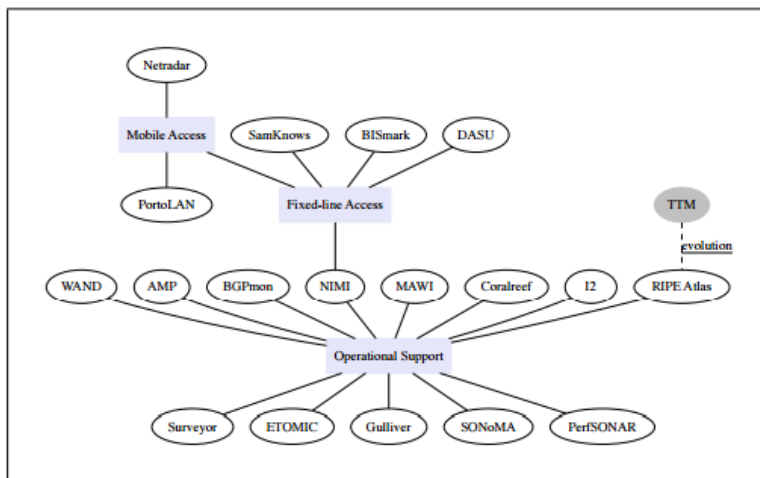 Netradar
Mobile Access
SamKnows
BISmark
DASU
PortoLAN
Fixed-line Access
TTM
evolution
WAND
AMP
BGPmon
NIMI
MAWI
Coralreef
I2
RIPE Atlas
Operational Support
Surveyor
ETOMIC
Gulliver
SONoMA
PerfSONAR